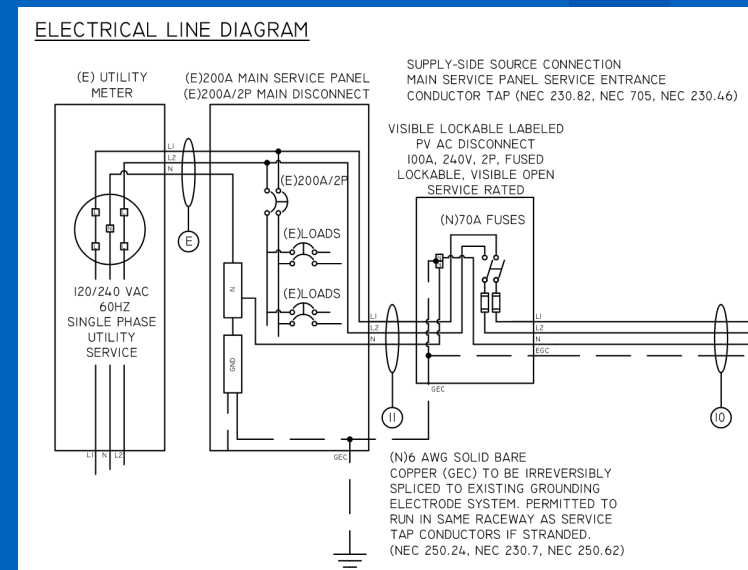 ELECTRICAL LINE DIAGRAM
SUPPLY-SIDE SOURCE CONNECTION
MAIN SERVICE PANEL SERVICE ENTRANCE
CONDUCTOR TAP (NEC 230.82, NEC 705, NEC 230.46)
(E) UTILITY
METER
(E)200A MAIN SERVICE PANEL
(E)200A/2P MAIN DISCONNECT
VISIBLE LOCKABLE LABELED
PV AC DISCONNECT
100A, 240V, 2P, FUSED
LOCKABLE, VISIBLE OPEN
SERVICE RATED
L1
L2
N
L
L
N
L
L
E
(E)200A/2P
(E)LOADS
(E)LOADS
N
GND
(N)70A FUSES
N
N
120/240 VAC
60HZ
SINGLE PHASE
UTILITY
SERVICE
L1
L2
N
L1
L2
N
EGC
GEC
11
10
L1
N
L2
GEC
(N)6 AWG SOLID BARE
COPPER (GEC) TO BE IRREVERSIBLY
SPLICED TO EXISTING GROUNDING
ELECTRODE SYSTEM. PERMITTED TO
RUN IN SAME RACEWAY AS SERVICE
TAP CONDUCTORS IF STRANDED.
(NEC 250.24, NEC 230.7, NEC 250.62)